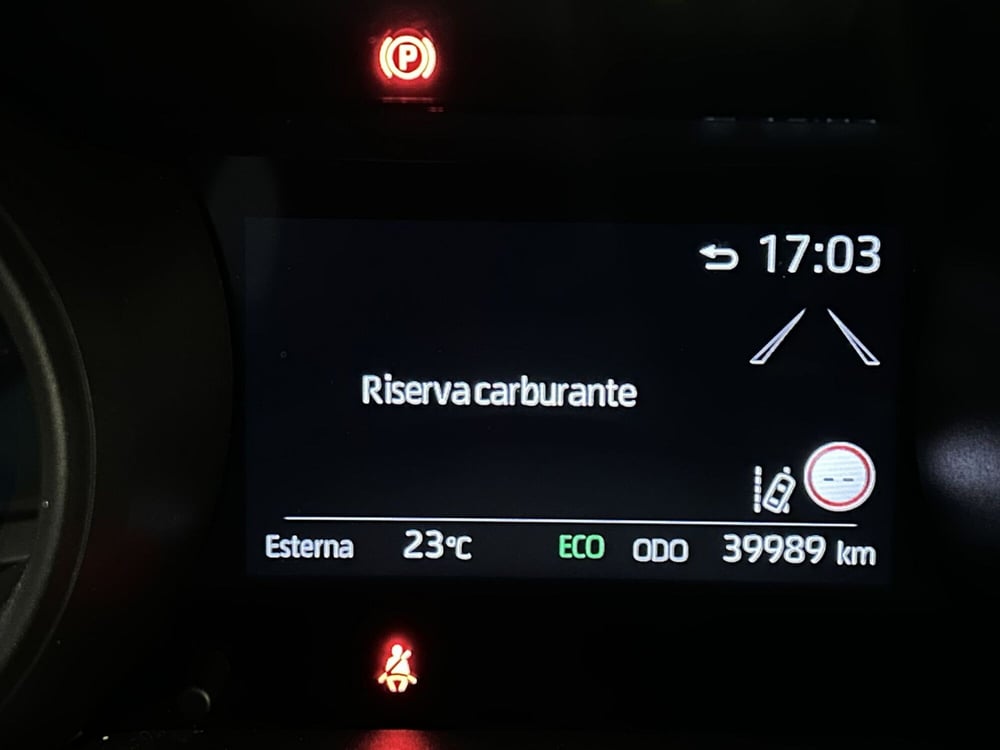 P
17:03
Riserva carburante
--
Esterna 23°C ECO ODO 39989 km